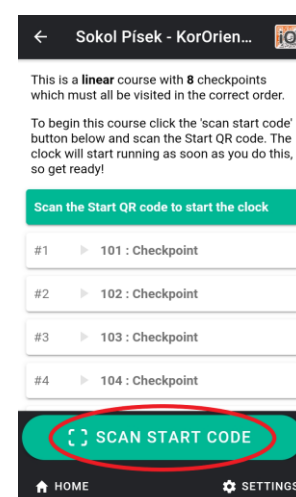 Sokol Písek - KorOrien...
This is a linear course with 8 checkpoints
which must all be visited in the correct order.
To begin this course click the 'scan start code'
button below and scan the Start QR code. The
clock will start running as soon as you do this,
so get ready!
Scan the Start QR code to start the clock
#1 101 : Checkpoint
#2 102 : Checkpoint
#3 103 : Checkpoint
#4 104 : Checkpoint
SCAN START CODE
HOME SETTINGS